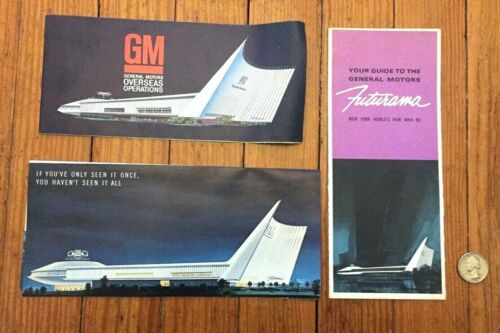 GM
GENERAL MOTORS
OVERSEAS
OPERATIONS
IF YOU'VE ONLY SEEN IT ONCE,
YOU HAVEN'T SEEN IT ALL
YOUR GUIDE TO THE
GENERAL MOTORS
Futurama
NEW YORK WORLD'S FAIR 1964-65